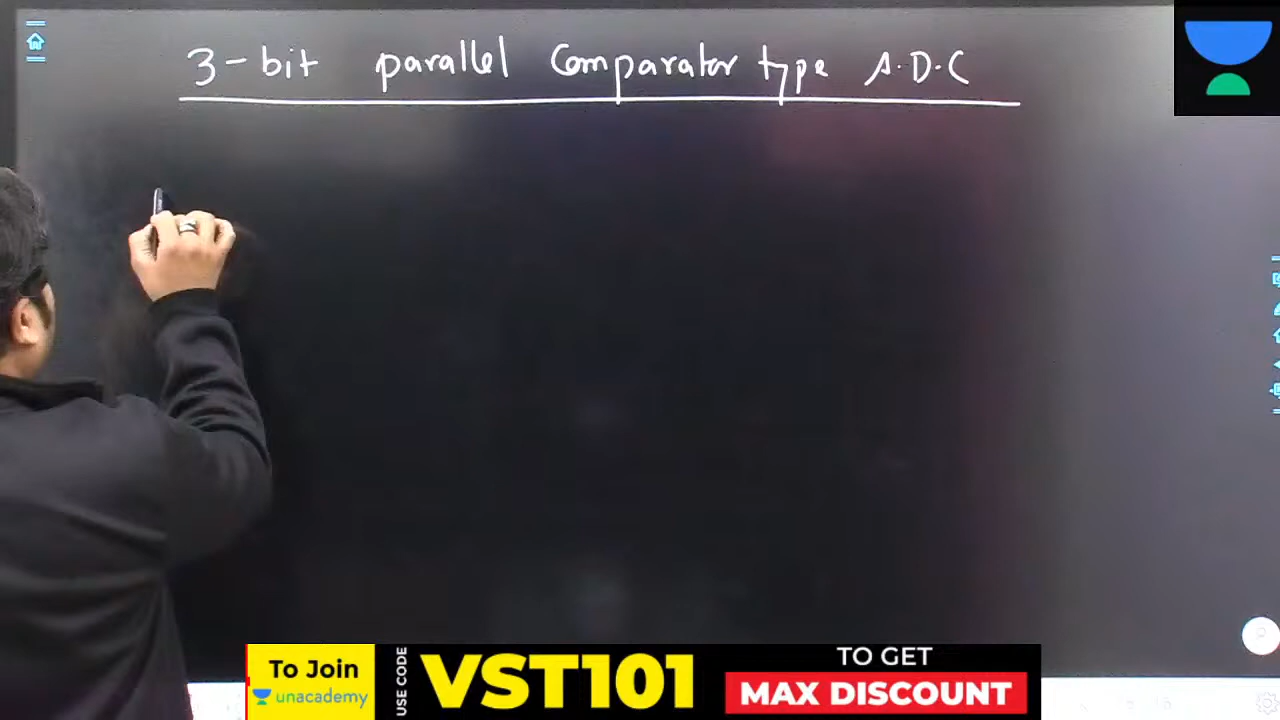 3-bit parallel Comparator type A.D.C
To Join
unacademy
USE CODE
VST101
TO GET
MAX DISCOUNT